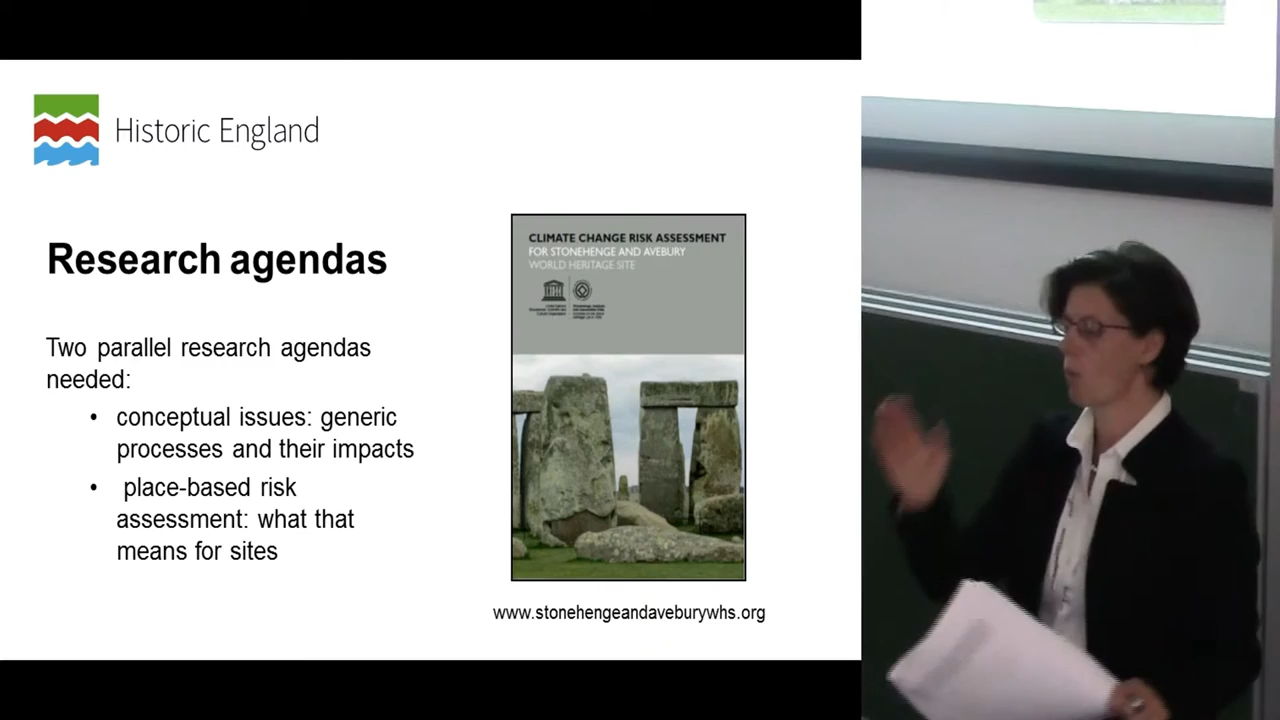 Historic England
Research agendas
Two parallel research agendas
needed:
• conceptual issues: generic
processes and their impacts
• place-based risk
assessment: what that
means for sites
CLIMATE CHANGE RISK ASSESSMENT
FOR STONEHENGE AND AVEBURY
WORLD HERITAGE SITE
www.stonehengeandaveburywhs.org